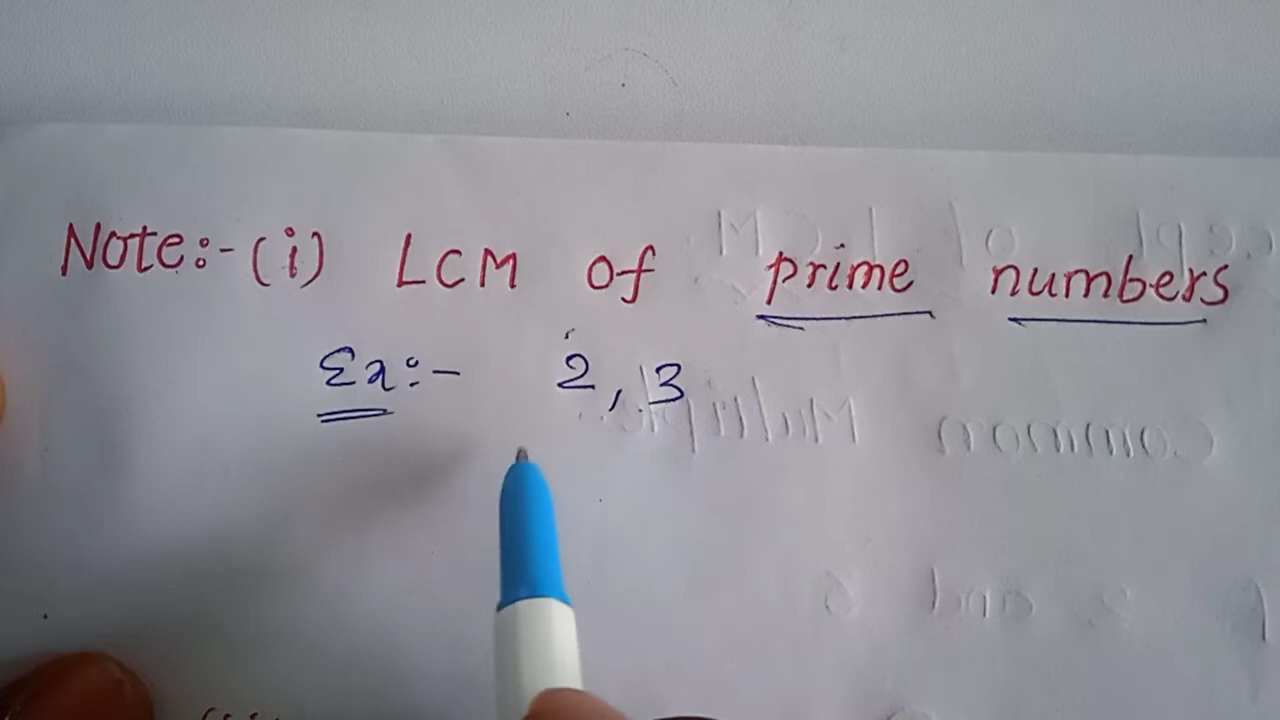 Note:-(i) LCM of prime numbers
Ex:- 2, 3